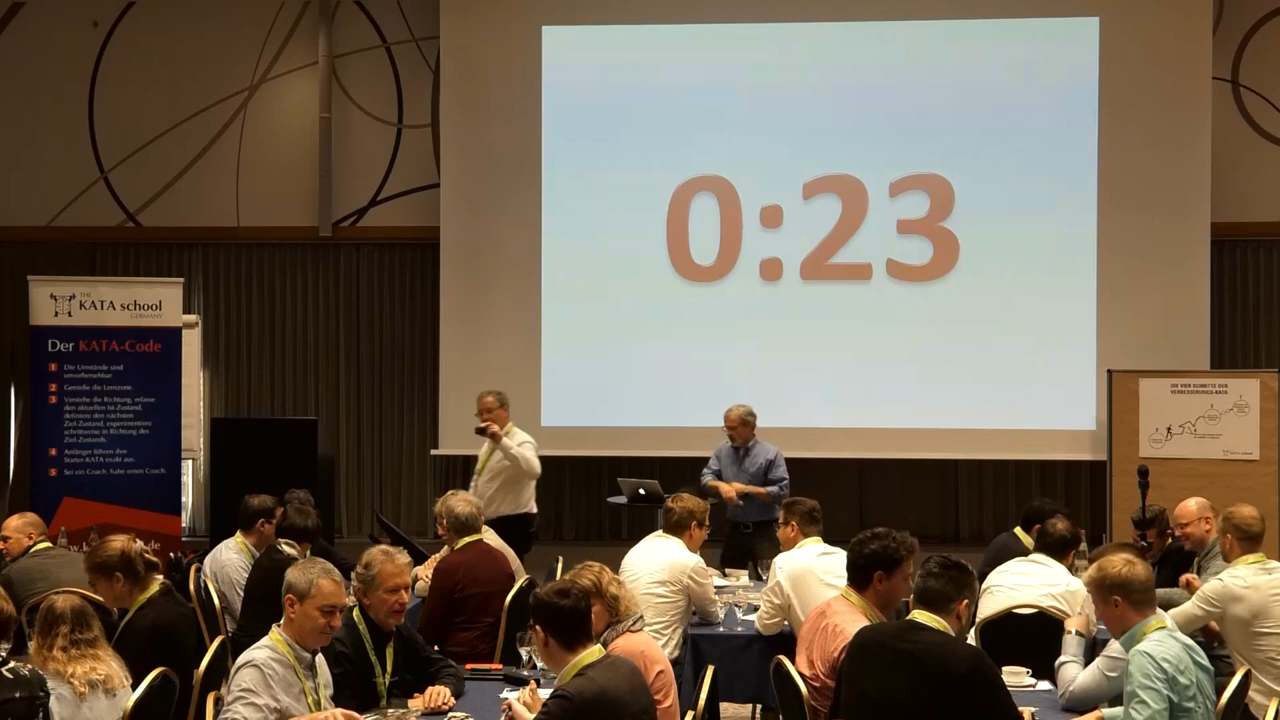 0:23
THE
KATA school
GERMANY
Der KATA-Code
1 Die Umstände sind
unvorhersehbar.
2 Genieße die Lernzone.
3 Verstehe die Richtung, erfasse
den aktuellen Ist-Zustand,
definiere den nächsten
Ziel-Zustand, experimentiere
schrittweise in Richtung des
Ziel-Zustands.
4 Anfänger führen ihre
Starter-KATA exakt aus.
5 Sei ein Coach, habe einen Coach.
DIE VIER SCHRITTE DER
VERBESSERUNGS-KATA